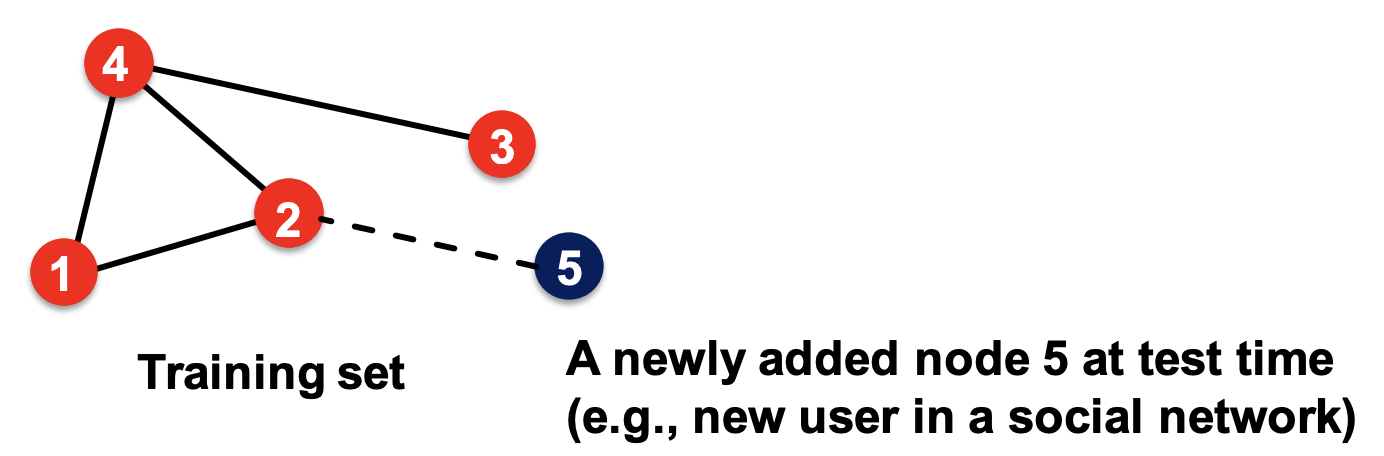 4
3
2
5
1
Training set
A newly added node 5 at test time
(e.g., new user in a social network)